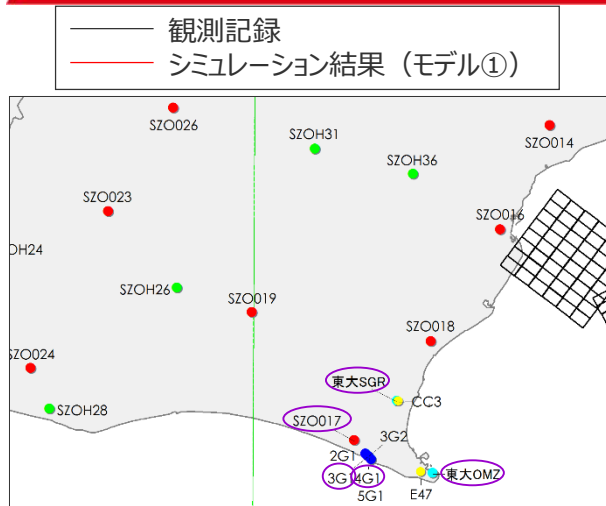 観測記録
シミュレーション結果（モデル①）
SZO026
SZOH31
SZO014
SZOH36
SZO023
SZO016
OH24
SZOH26
SZO019
SZO018
SZO024
東大SGR
CC3
SZOH28
SZO017
3G2
2G1
3G1
4G1
東大OMZ
5G1
E47